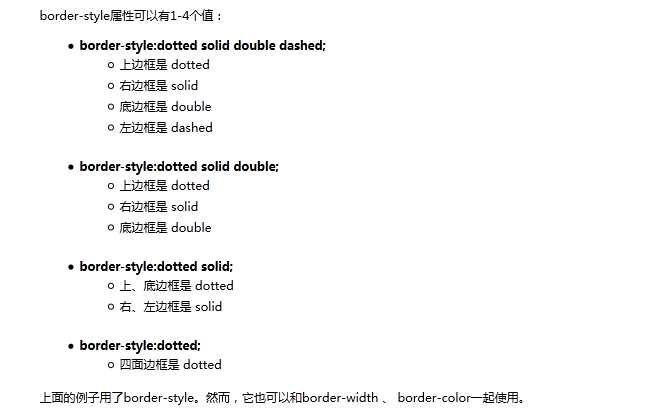 border-style属性可以有1-4个值：
border-style:dotted solid double dashed;
上边框是 dotted
右边框是 solid
底边框是 double
左边框是 dashed
border-style:dotted solid double;
上边框是 dotted
右边框是 solid
底边框是 double
border-style:dotted solid;
上、底边框是 dotted
右、左边框是 solid
border-style:dotted;
四面边框是 dotted
上面的例子用了border-style。然而，它也可以和border-width 、 border-color一起使用。